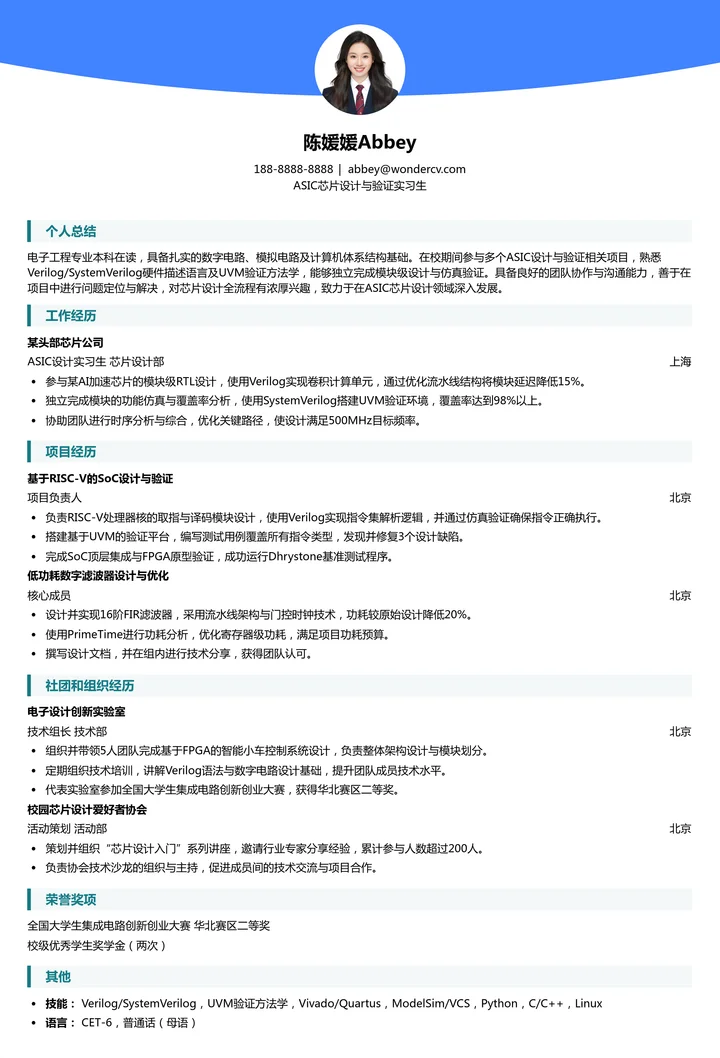 陈媛媛Abbey
188-8888-8888 | abbey@wondercv.com
ASIC芯片设计与验证实习生
个人总结
电子工程专业本科在读，具备扎实的数字电路、模拟电路及计算机体系结构基础。在校期间参与多个ASIC设计与验证相关项目，熟悉
Verilog/SystemVerilog硬件描述语言及UVM验证方法学，能够独立完成模块级设计与仿真验证。具备良好的团队协作与沟通能力，善于在
项目中进行问题定位与解决，对芯片设计全流程有浓厚兴趣，致力于在ASIC芯片设计领域深入发展。
工作经历
某头部芯片公司
ASIC设计实习生 芯片设计部 上海
• 参与某AI加速芯片的模块级RTL设计，使用Verilog实现卷积计算单元，通过优化流水线结构将模块延迟降低15%。
• 独立完成模块的功能仿真与覆盖率分析，使用SystemVerilog搭建UVM验证环境，覆盖率达到98%以上。
• 协助团队进行时序分析与综合，优化关键路径，使设计满足500MHz目标频率。
项目经历
基于RISC-V的SoC设计与验证
项目负责人 北京
• 负责RISC-V处理器核的取指与译码模块设计，使用Verilog实现指令集解析逻辑，并通过仿真验证确保指令正确执行。
• 搭建基于UVM的验证平台，编写测试用例覆盖所有指令类型，发现并修复3个设计缺陷。
• 完成SoC顶层集成与FPGA原型验证，成功运行Dhrystone基准测试程序。
低功耗数字滤波器设计与优化
核心成员 北京
• 设计并实现16阶FIR滤波器，采用流水线架构与门控时钟技术，功耗较原始设计降低20%。
• 使用PrimeTime进行功耗分析，优化寄存器级功耗，满足项目功耗预算。
• 撰写设计文档，并在组内进行技术分享，获得团队认可。
社团和组织经历
电子设计创新实验室
技术组长 技术部 北京
• 组织并带领5人团队完成基于FPGA的智能小车控制系统设计，负责整体架构设计与模块划分。
• 定期组织技术培训，讲解Verilog语法与数字电路设计基础，提升团队成员技术水平。
• 代表实验室参加全国大学生集成电路创新创业大赛，获得华北赛区二等奖。
校园芯片设计爱好者协会
活动策划 活动部 北京
• 策划并组织“芯片设计入门”系列讲座，邀请行业专家分享经验，累计参与人数超过200人。
• 负责协会技术沙龙的组织与主持，促进成员间的技术交流与项目合作。
荣誉奖项
全国大学生集成电路创新创业大赛 华北赛区二等奖
校级优秀学生奖学金（两次）
其他
• 技能： Verilog/SystemVerilog，UVM验证方法学，Vivado/Quartus，ModelSim/VCS，Python，C/C++，Linux
• 语言： CET-6，普通话（母语）